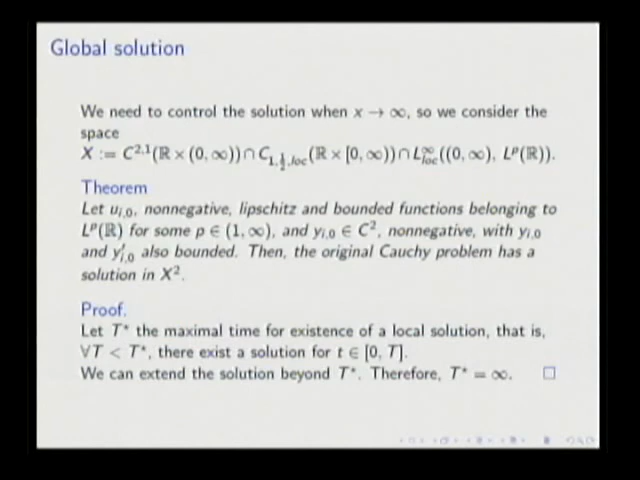 Global solution
We need to control the solution when x → ∞, so we consider the
space
X := C^{2,1}(ℝ × (0, ∞)) ∩ C_{1,½,loc}(ℝ × [0, ∞)) ∩ L^∞_{loc}((0, ∞), L^p(ℝ)).
Theorem
Let u_{i,0}, nonnegative, lipschitz and bounded functions belonging to
L^p(ℝ) for some p ∈ (1, ∞), and y_{i,0} ∈ C², nonnegative, with y_{i,0}
and y′_{i,0} also bounded. Then, the original Cauchy problem has a
solution in X².
Proof.
Let T* the maximal time for existence of a local solution, that is,
∀T < T*, there exist a solution for t ∈ [0, T].
We can extend the solution beyond T*. Therefore, T* = ∞. □